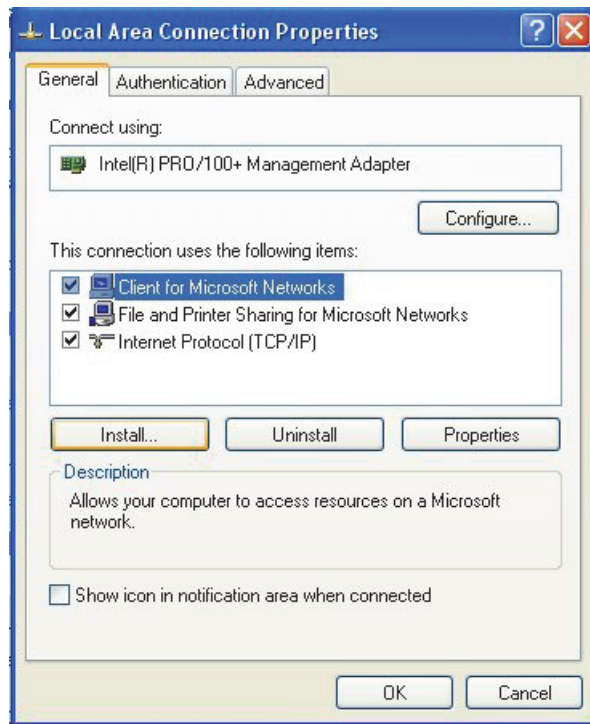 Local Area Connection Properties
General Authentication Advanced
Connect using:
Intel(R) PRO/100+ Management Adapter
Configure...
This connection uses the following items:
Client for Microsoft Networks
File and Printer Sharing for Microsoft Networks
Internet Protocol (TCP/IP)
Install... Uninstall Properties
Description
Allows your computer to access resources on a Microsoft
network.
Show icon in notification area when connected
OK Cancel